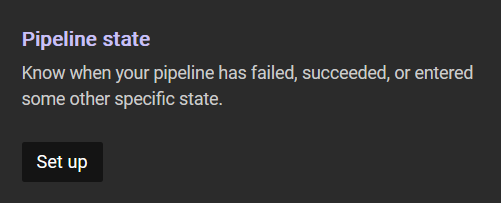 Pipeline state
Know when your pipeline has failed, succeeded, or entered
some other specific state.
Set up